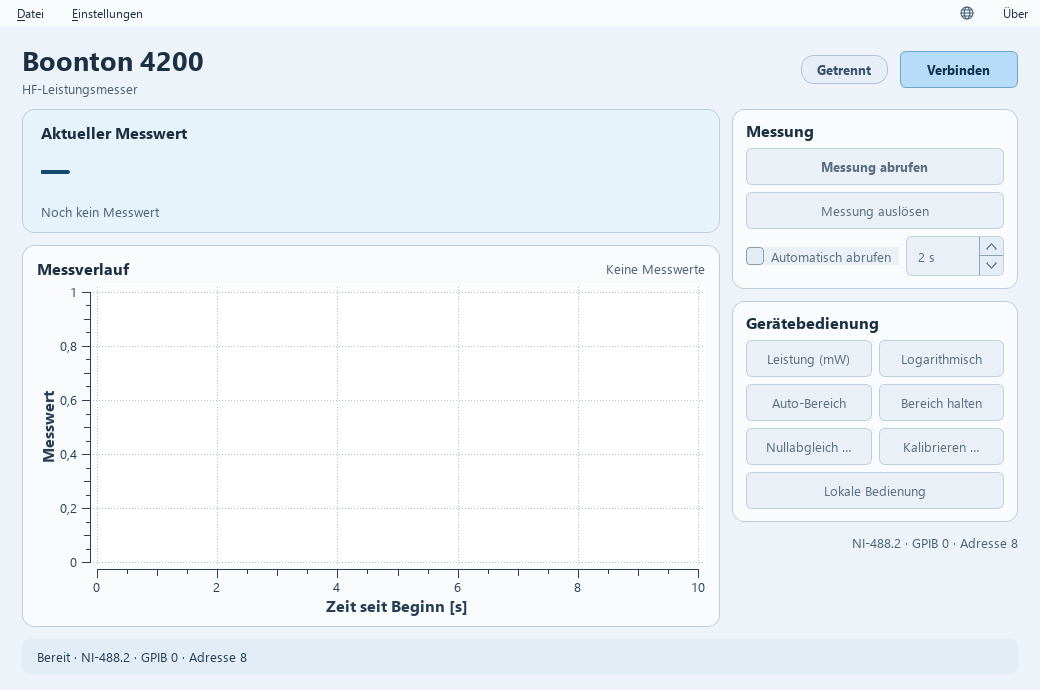 Datei
Einstellungen
Über
Boonton 4200
HF-Leistungsmesser
Getrennt
Verbinden
Aktueller Messwert
—
Noch kein Messwert
Messverlauf
Keine Messwerte
Messwert
1
0,8
0,6
0,4
0,2
0
0
2
4
6
8
10
Zeit seit Beginn [s]
Messung
Messung abrufen
Messung auslösen
Automatisch abrufen
2 s
Gerätebedienung
Leistung (mW)
Logarithmisch
Auto-Bereich
Bereich halten
Nullabgleich ...
Kalibrieren ...
Lokale Bedienung
NI-488.2 · GPIB 0 · Adresse 8
Bereit · NI-488.2 · GPIB 0 · Adresse 8